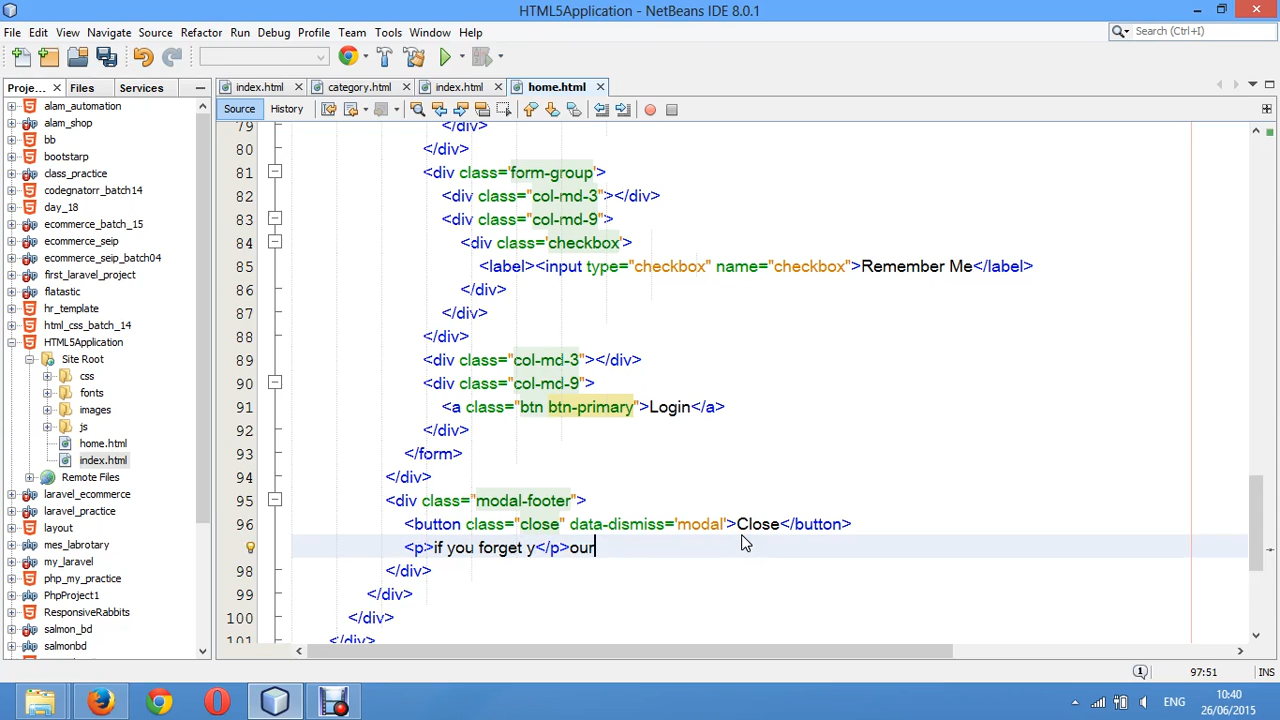 HTML5Application - NetBeans IDE 8.0.1
File Edit View Navigate Source Refactor Run Debug Profile Team Tools Window Help
Search (Ctrl+I)
Proje... Files Services
index.html category.html index.html home.html
Source History
alam_automation
alam_shop
bb
bootstarp
class_practice
codegnatorr_batch14
day_18
ecommerce_batch_15
ecommerce_seip
ecommerce_seip_batch04
first_laravel_project
flatastic
hr_template
html_css_batch_14
HTML5Application
Site Root
css
fonts
images
js
home.html
index.html
Remote Files
laravel_ecommerce
laravel_practice
layout
mes_labrotary
my_laravel
php_my_practice
PhpProject1
ResponsiveRabbits
salmon_bd
salmonbd
79 </div>
80 </div>
81 <div class='form-group'>
82 <div class="col-md-3"></div>
83 <div class="col-md-9">
84 <div class='checkbox'>
85 <label><input type="checkbox" name="checkbox">Remember Me</label>
86 </div>
87 </div>
88 </div>
89 <div class="col-md-3"></div>
90 <div class="col-md-9">
91 <a class="btn btn-primary">Login</a>
92 </div>
93 </form>
94 </div>
95 <div class="modal-footer">
96 <button class="close" data-dismiss='modal'>Close</button>
<p>if you forget y</p>our
98 </div>
99 </div>
100 </div>
101 </div>
1
97:51 INS
ENG
10:40
26/06/2015